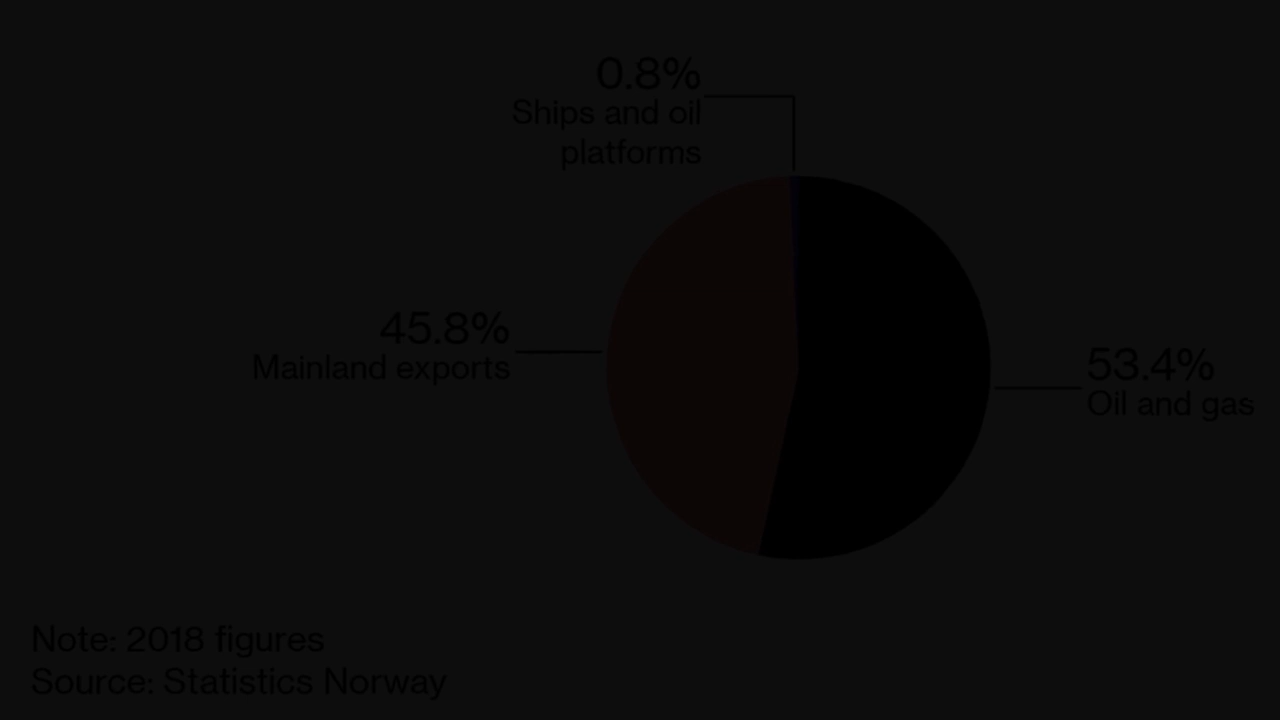 0.8%
Ships and oil
platforms
45.8%
Mainland exports
53.4%
Oil and gas
Note: 2018 figures
Source: Statistics Norway